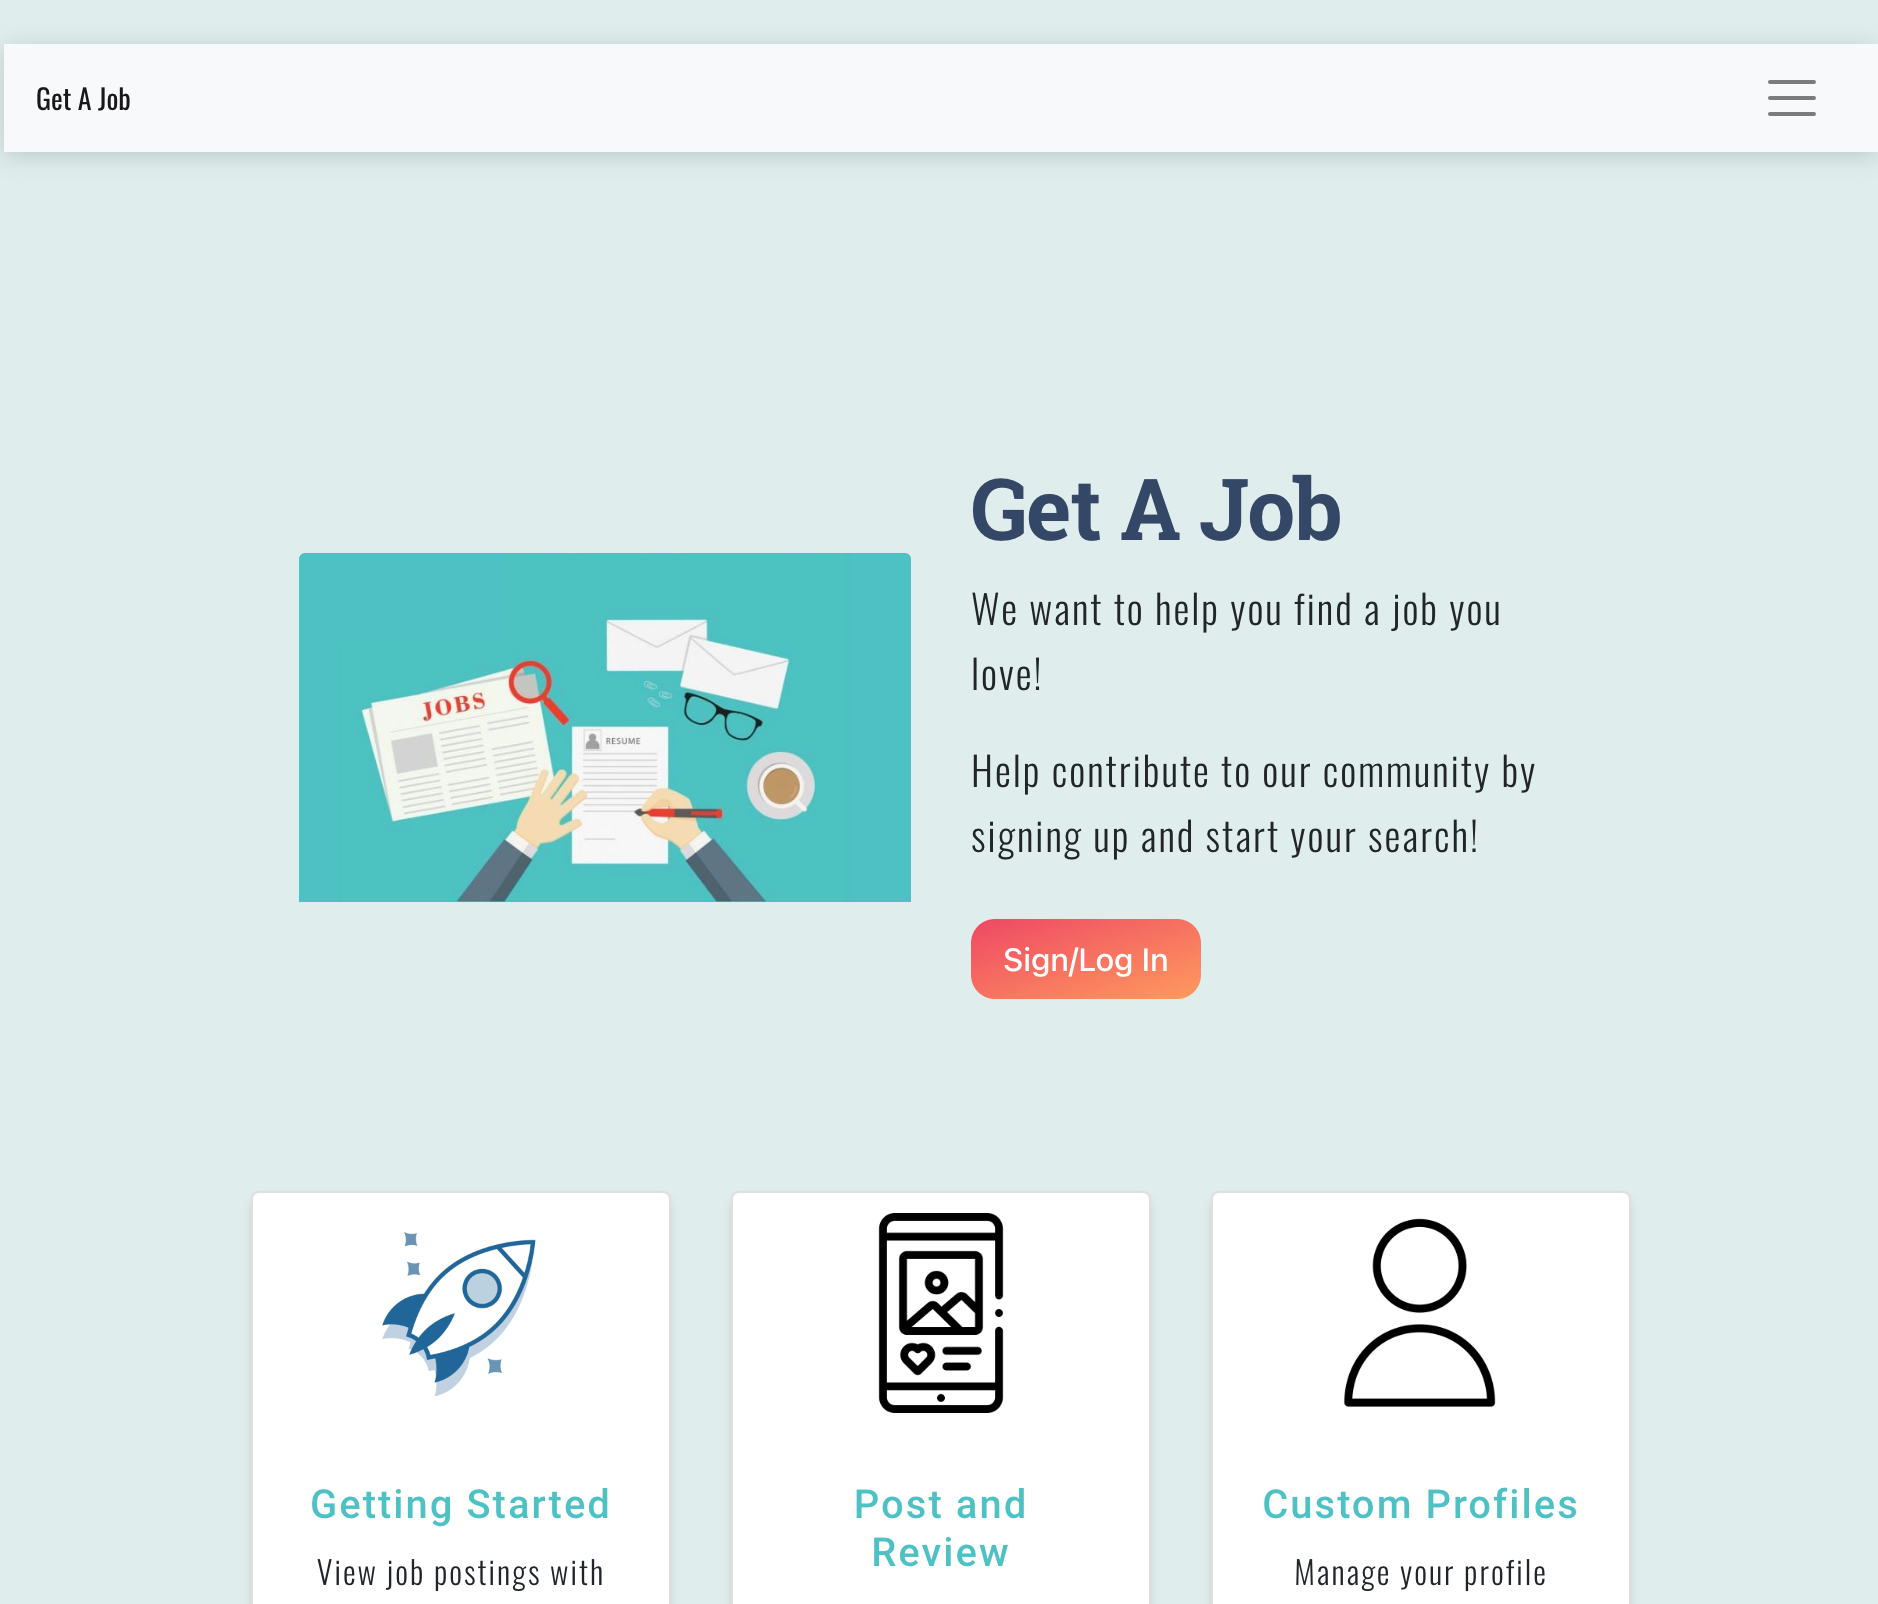 Get A Job
Get A Job
We want to help you find a job you
love!
Help contribute to our community by
signing up and start your search!
Sign/Log In
JOBS
RESUME
Getting Started
View job postings with
Post and
Review
Custom Profiles
Manage your profile